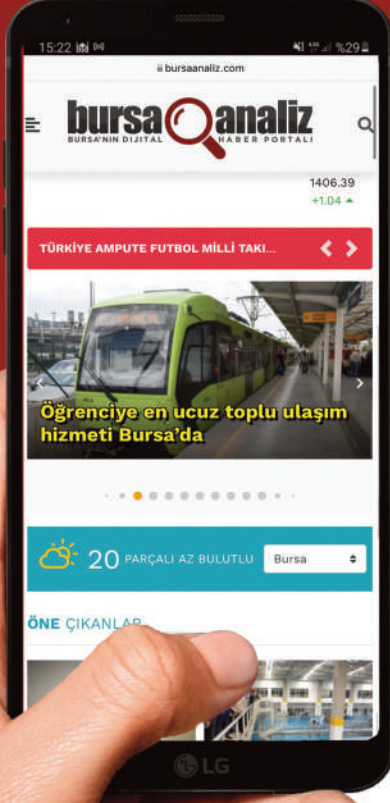 15:22
%29
bursaanaliz.com
bursa analiz
BURSA'NIN DİJİTAL HABER PORTALI
1406.39
+1.04
TÜRKİYE AMPUTE FUTBOL MİLLİ TAKI...
Öğrenciye en ucuz toplu ulaşım
hizmeti Bursa'da
20 PARÇALI AZ BULUTLU Bursa
ÖNE ÇIKANLAR
LG